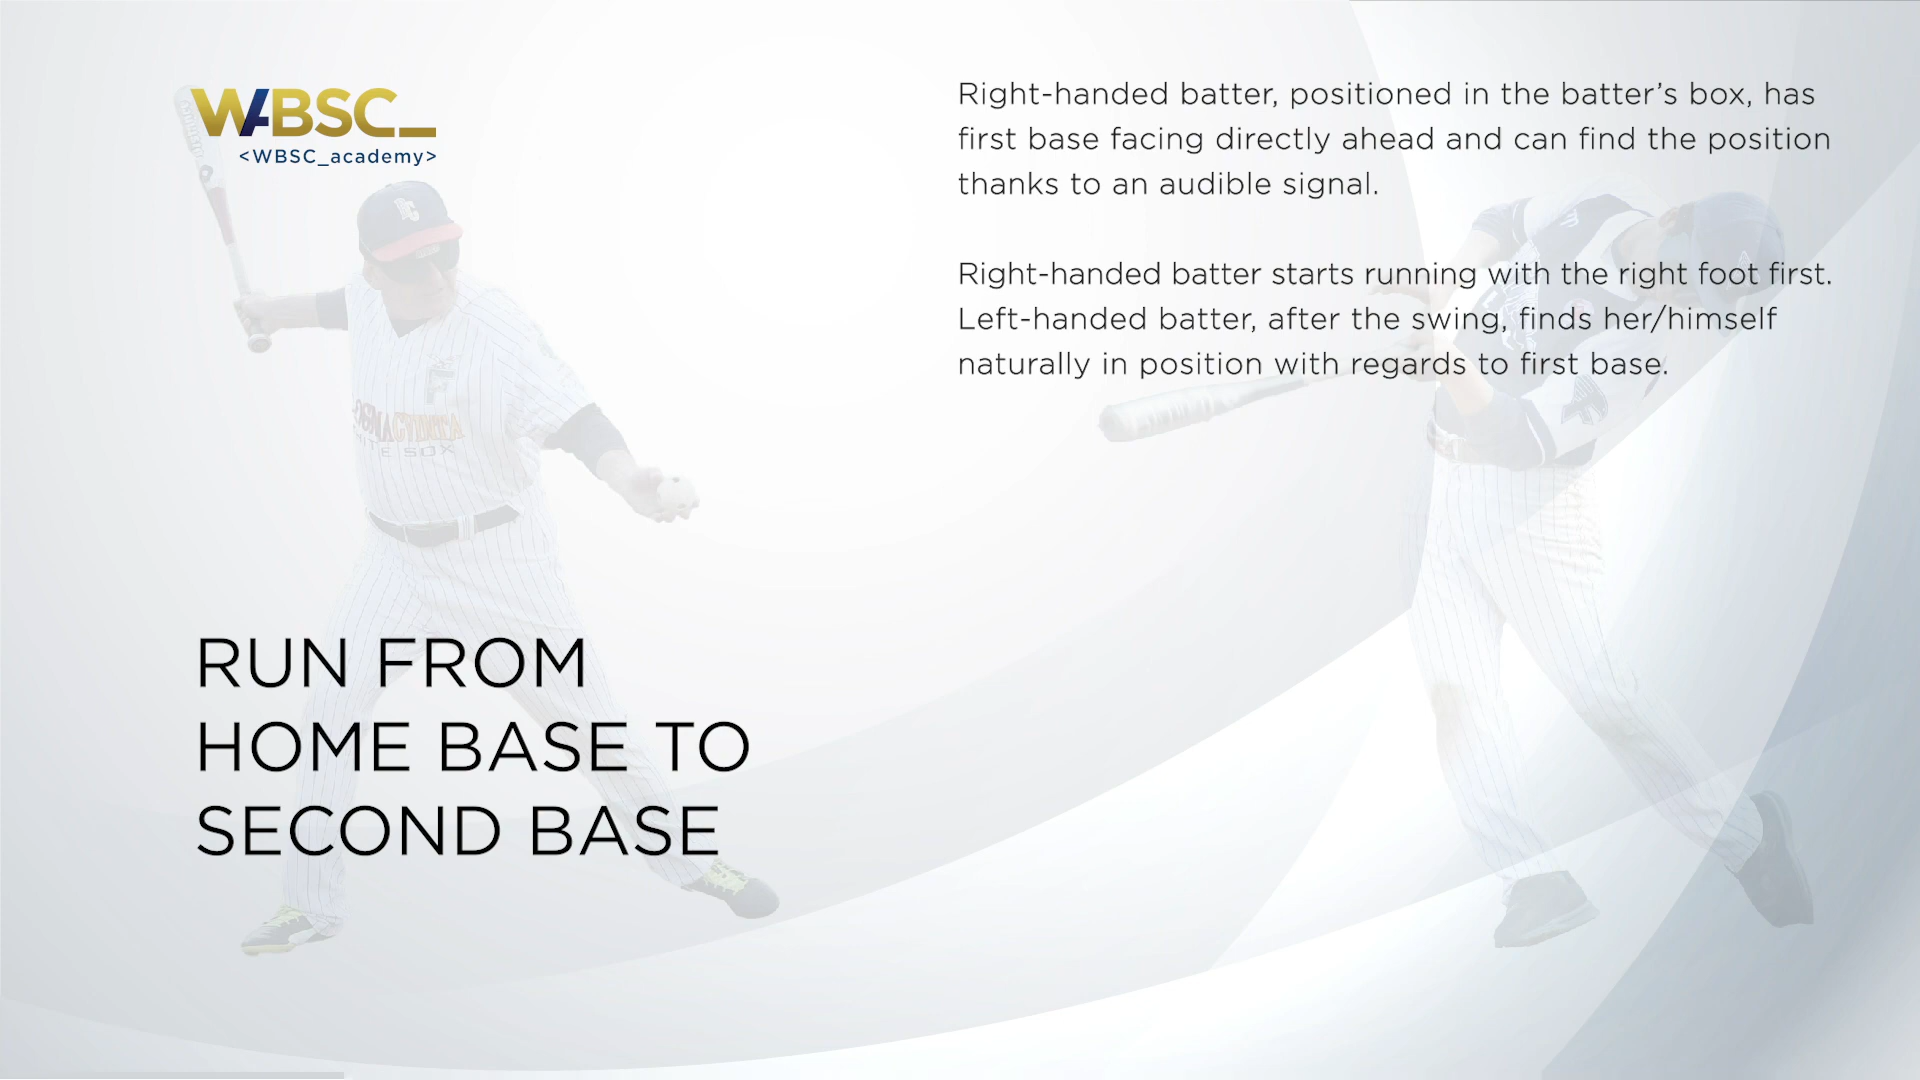 WBSC_
<WBSC_academy>
Right-handed batter, positioned in the batter’s box, has
first base facing directly ahead and can find the position
thanks to an audible signal.
Right-handed batter starts running with the right foot first.
Left-handed batter, after the swing, finds her/himself
naturally in position with regards to first base.
RUN FROM
HOME BASE TO
SECOND BASE